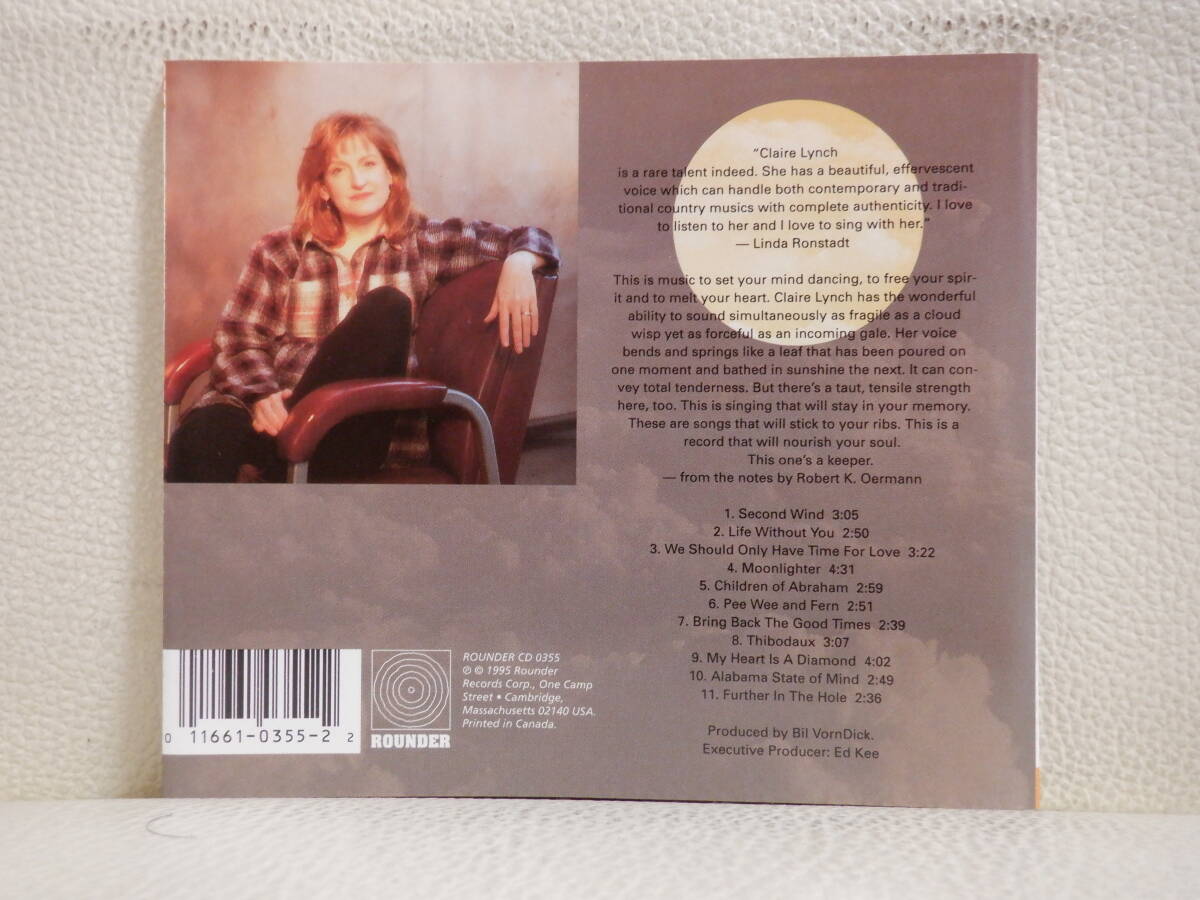 “Claire Lynch
is a rare talent indeed. She has a beautiful, effervescent
voice which can handle both contemporary and tradi-
tional country musics with complete authenticity. I love
to listen to her and I love to sing with her.”
— Linda Ronstadt
This is music to set your mind dancing, to free your spir-
it and to melt your heart. Claire Lynch has the wonderful
ability to sound simultaneously as fragile as a cloud
wisp yet as forceful as an incoming gale. Her voice
bends and springs like a leaf that has been poured on
one moment and bathed in sunshine the next. It can con-
vey total tenderness. But there’s a taut, tensile strength
here, too. This is singing that will stay in your memory.
These are songs that will stick to your ribs. This is a
record that will nourish your soul.
This one’s a keeper.
— from the notes by Robert K. Oermann
1. Second Wind 3:05
2. Life Without You 2:50
3. We Should Only Have Time For Love 3:22
4. Moonlighter 4:31
5. Children of Abraham 2:59
6. Pee Wee and Fern 2:51
7. Bring Back The Good Times 2:39
8. Thibodaux 3:07
9. My Heart Is A Diamond 4:02
10. Alabama State of Mind 2:49
11. Further In The Hole 2:36
Produced by Bil VornDick.
Executive Producer: Ed Kee
0 11661-0355-2 2
ROUNDER
ROUNDER CD 0355
℗ © 1995 Rounder
Records Corp., One Camp
Street • Cambridge,
Massachusetts 02140 USA.
Printed in Canada.